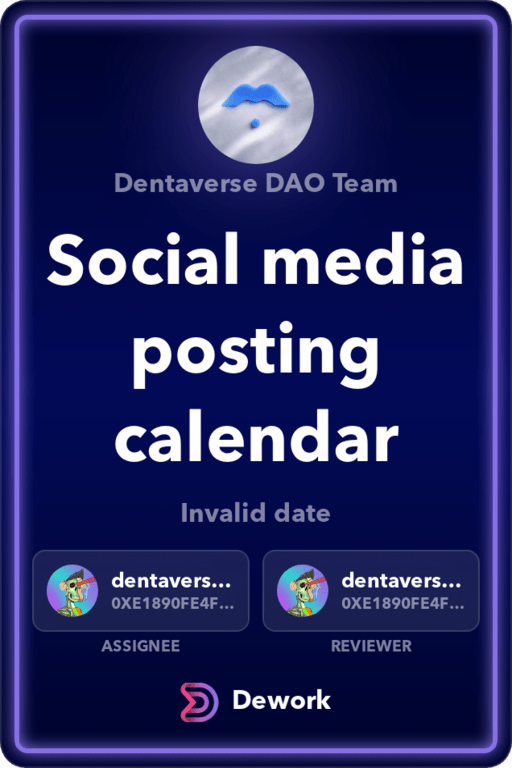 Dentaverse DAO Team
Social media
posting
calendar
Invalid date
dentavers...
0XE1890FE4F...
ASSIGNEE
dentavers...
0XE1890FE4F...
REVIEWER
Dework